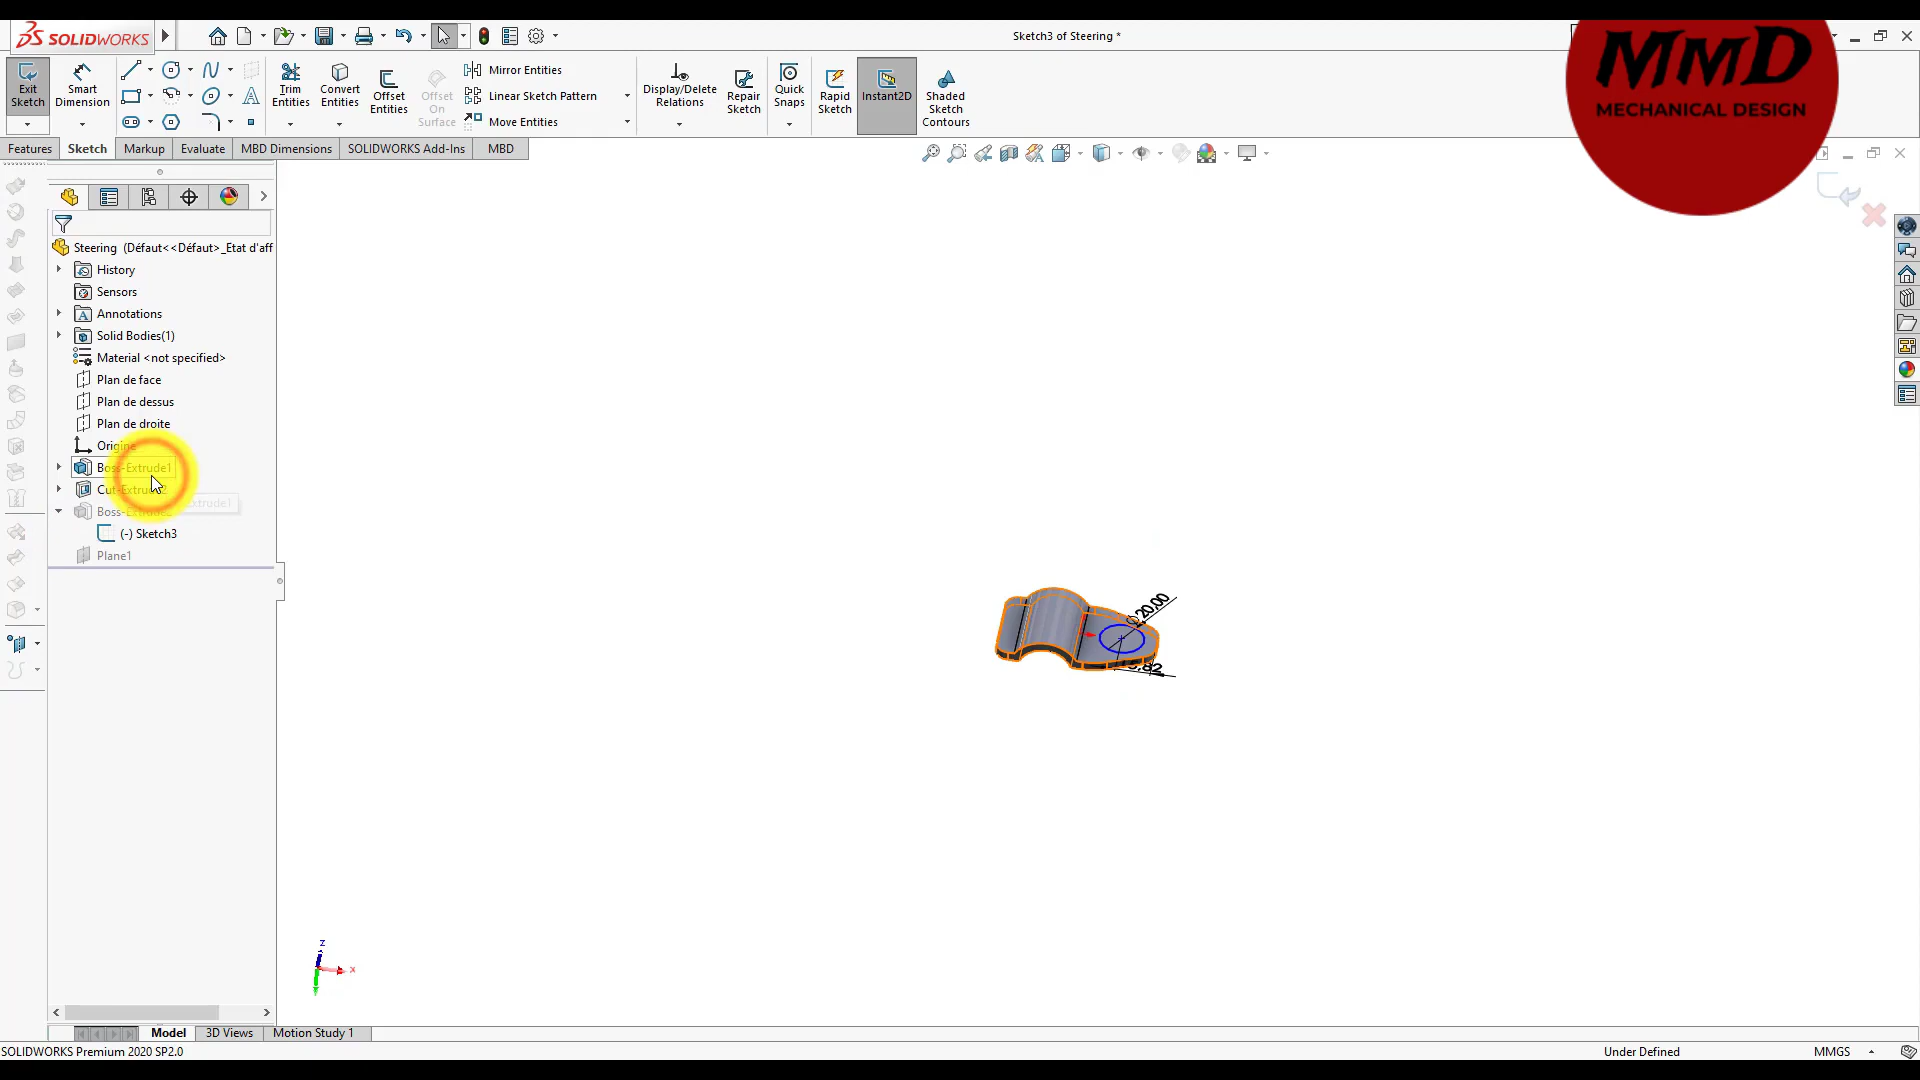 SOLIDWORKS
Sketch3 of Steering *
MMD
MECHANICAL DESIGN
Exit Sketch
Smart Dimension
Trim Entities
Convert Entities
Offset Entities
Offset On Surface
Mirror Entities
Linear Sketch Pattern
Move Entities
Display/Delete Relations
Repair Sketch
Quick Snaps
Rapid Sketch
Instant2D
Shaded Sketch Contours
Features
Sketch
Markup
Evaluate
MBD Dimensions
SOLIDWORKS Add-Ins
MBD
Steering (Défaut<<Défaut>_Etat d'aff
History
Sensors
Annotations
Solid Bodies(1)
Material <not specified>
Plan de face
Plan de dessus
Plan de droite
Origine
Boss-Extrude1
(-) Sketch3
Plane1
20,00
z
x
Model
3D Views
Motion Study 1
SOLIDWORKS Premium 2020 SP2.0
Under Defined
MMGS